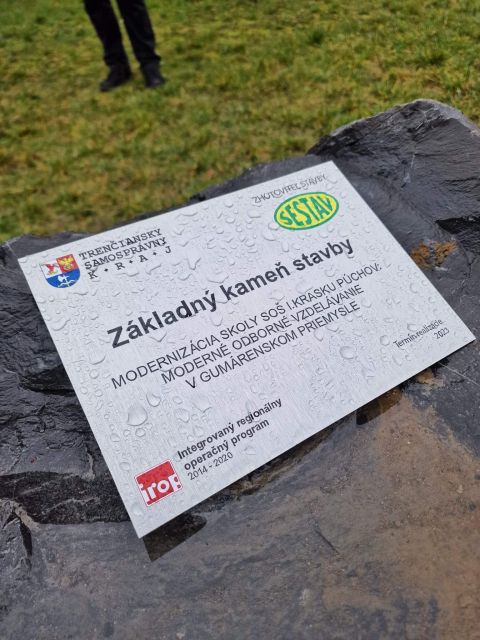 TRENČIANSKY
SAMOSPRÁVNY
K • R • A • J
ZHOTOVITEĽ STAVBY
SESTAV
Základný kameň stavby
MODERNIZÁCIA ŠKOLY SOŠ I.KRASKU PÚCHOV:
MODERNÉ ODBORNÉ VZDELÁVANIE
V GUMÁRENSKOM PRIEMYSLE
Termín realizácie
2023
Integrovaný regionálny
operačný program
2014 - 2020
irop